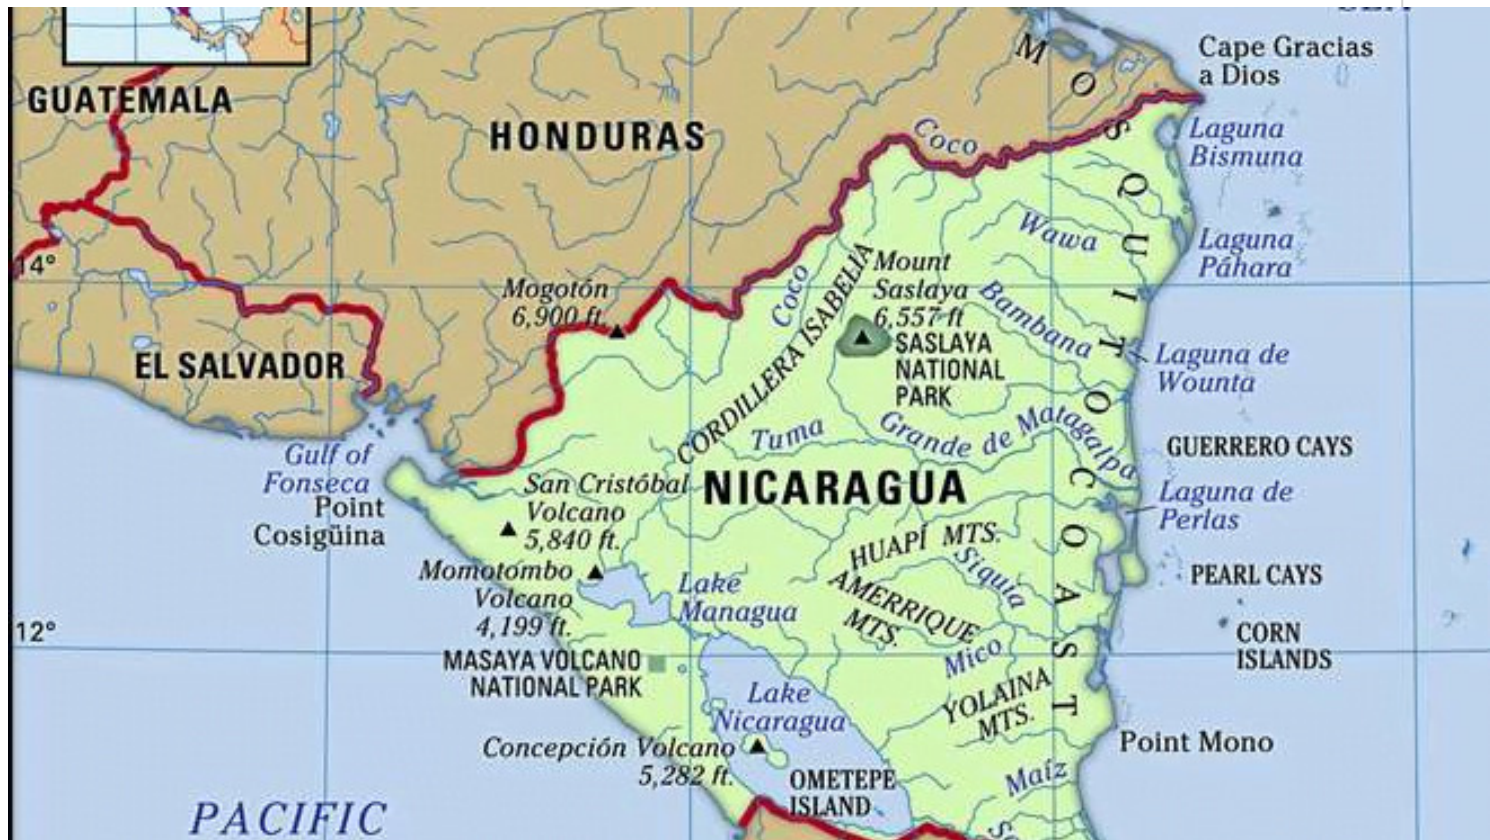 GUATEMALA
HONDURAS
EL SALVADOR
NICARAGUA
MOSQUITO COAST
Cape Gracias
a Dios
Coco
Laguna
Bismuna
Wawa
Laguna
Páhara
14°
Mogotón
6,900 ft.
Coco
CORDILLERA ISABELIA
Mount
Saslaya
6,557 ft
SASLAYA
NATIONAL
PARK
Bambana
Laguna de
Wounta
Gulf of
Fonseca
Point
Cosigüina
Tuma
Grande de Matagalpa
GUERRERO CAYS
San Cristóbal
Volcano
5,840 ft.
Laguna de
Perlas
HUAPÍ MTS.
Siquia
PEARL CAYS
Momotombo
Volcano
4,199 ft.
Lake
Managua
AMERRIQUE
MTS.
12°
CORN
ISLANDS
MASAYA VOLCANO
NATIONAL PARK
Mico
Lake
Nicaragua
YOLAINA
MTS.
Concepción Volcano
5,282 ft.
Point Mono
OMETEPE
ISLAND
Maíz
PACIFIC